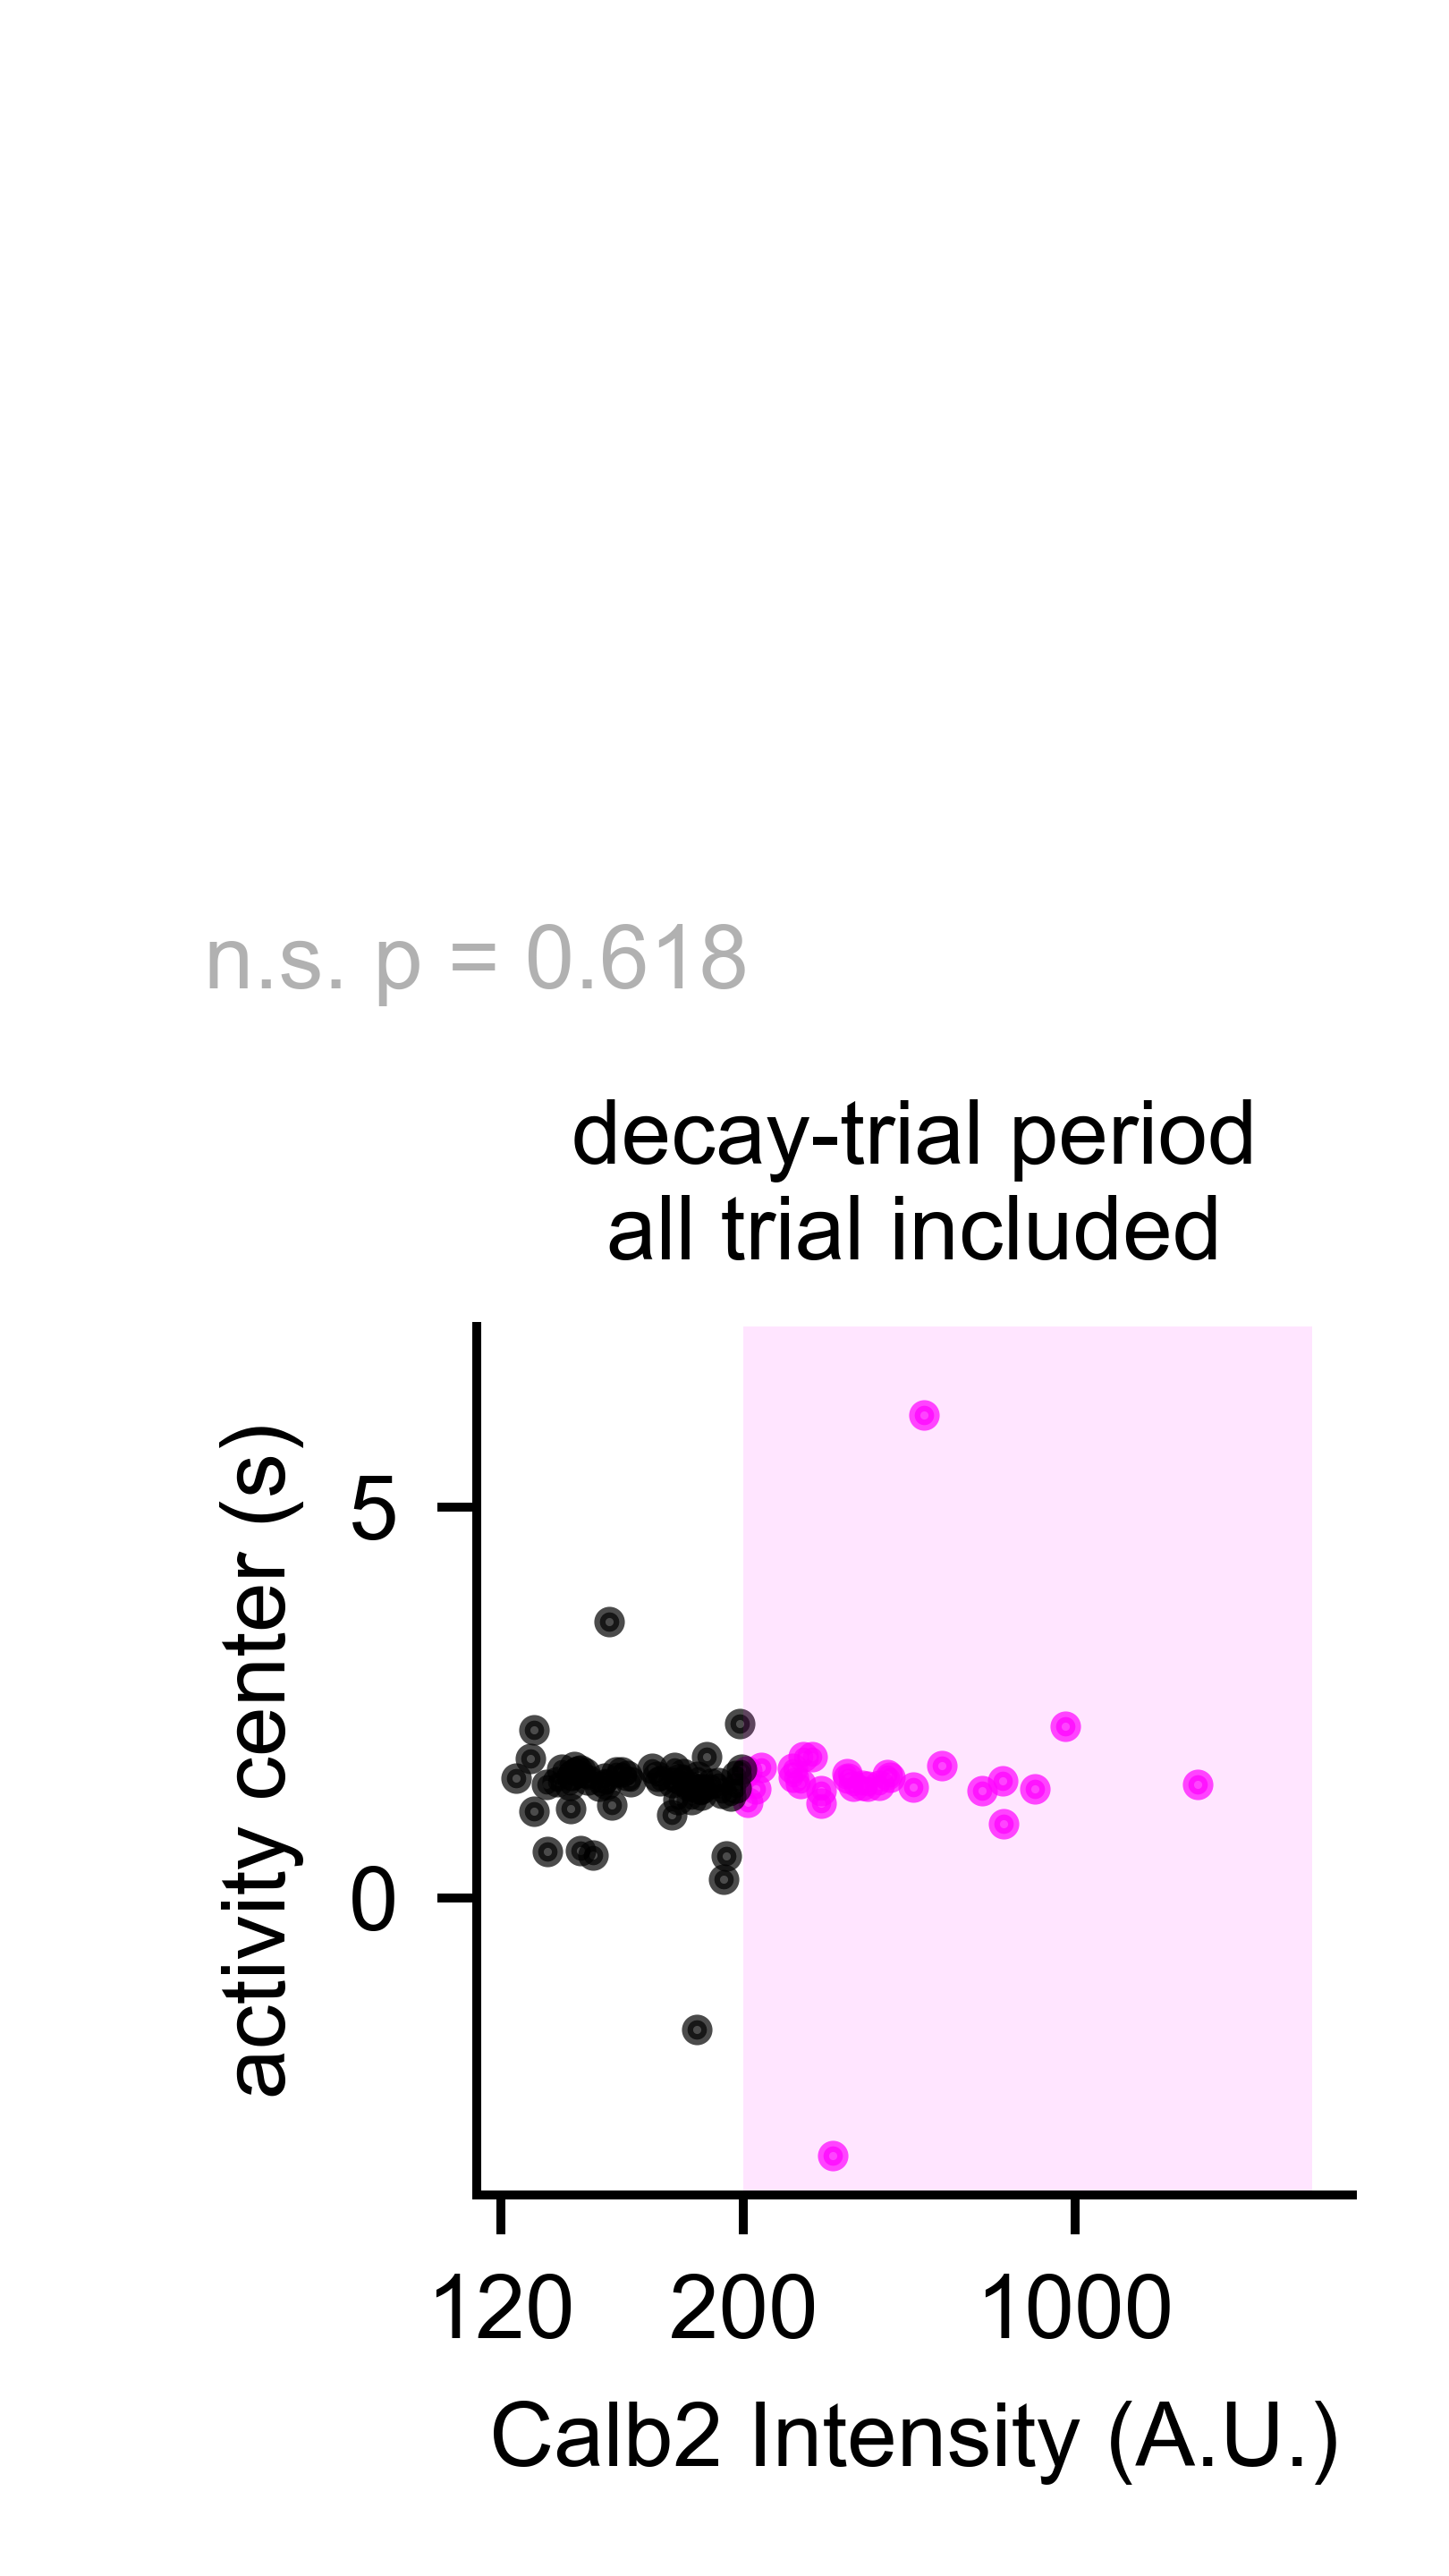 n.s. p = 0.618
decay-trial period
all trial included
activity center (s)
5
0
120 200 1000
Calb2 Intensity (A.U.)